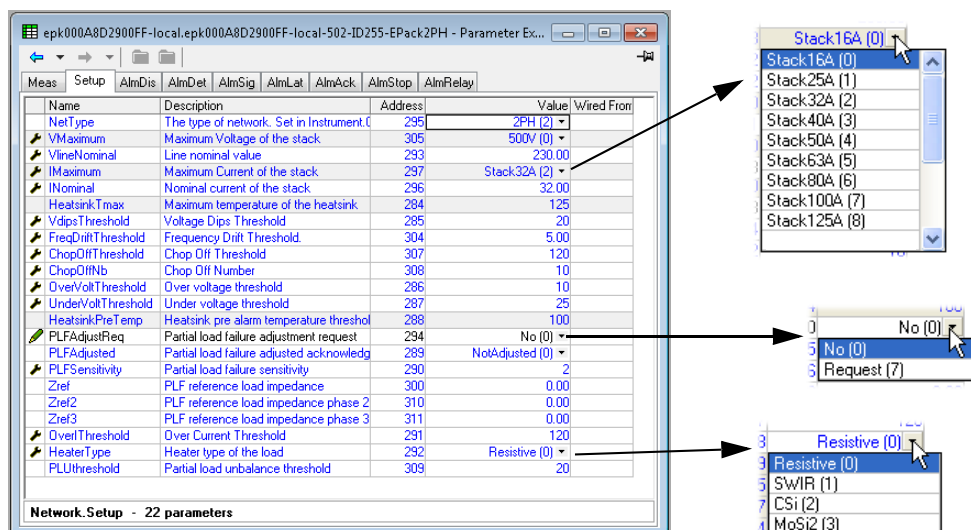 epk000A8D2900FF-local.epk000A8D2900FF-local-502-ID255-EPack2PH - Parameter Ex...
Meas Setup AlmDis AlmDet AlmSig AlmLat AlmAck AlmStop AlmRelay
Name Description Address Value Wired From
NetType The type of network. Set in Instrument. 295 2PH (2)
VMaximum Maximum Voltage of the stack 305 500V (0)
VlineNominal Line nominal value 293 230.00
IMaximum Maximum Current of the stack 297 Stack32A (2)
INominal Nominal current of the stack 296 32.00
HeatsinkTmax Maximum temperature of the heatsink 284 125
VdipsThreshold Voltage Dips Threshold 285 20
FreqDriftThreshold Frequency Drift Threshold. 304 5.00
ChopOffThreshold Chop Off Threshold 307 120
ChopOffNb Chop Off Number 308 10
OverVoltThreshold Over voltage threshold 286 10
UnderVoltThreshold Under voltage threshold 287 25
HeatsinkPreTemp Heatsink pre alarm temperature threshol 288 100
PLFAdjustReq Partial load failure adjustment request 294 No (0)
PLFAdjusted Partial load failure adjusted acknowledg 289 NotAdjusted (0)
PLFSensitivity Partial load failure sensitivity 290 2
Zref PLF reference load impedance 300 0.00
Zref2 PLF reference load impedance phase 2 310 0.00
Zref3 PLF reference load impedance phase 3 311 0.00
OverIThreshold Over Current Threshold 291 120
HeaterType Heater type of the load 292 Resistive (0)
PLUthreshold Partial load unbalance threshold 309 20
Network.Setup - 22 parameters
Stack16A (0)
Stack16A (0)
Stack25A (1)
Stack32A (2)
Stack40A (3)
Stack50A (4)
Stack63A (5)
Stack80A (6)
Stack100A (7)
Stack125A (8)
No (0)
No (0)
Request (7)
Resistive (0)
Resistive (0)
SWIR (1)
CSi (2)
MoSi2 (3)